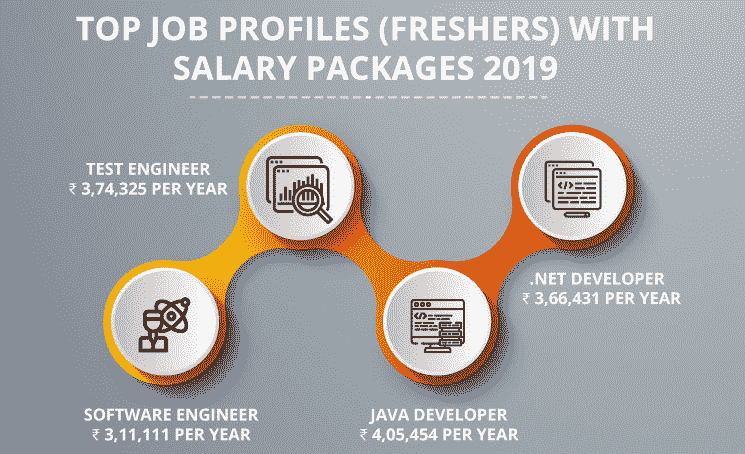 TOP JOB PROFILES (FRESHERS) WITH
SALARY PACKAGES 2019
TEST ENGINEER
₹ 3,74,325 PER YEAR
.NET DEVELOPER
₹ 3,66,431 PER YEAR
SOFTWARE ENGINEER
₹ 3,11,111 PER YEAR
JAVA DEVELOPER
₹ 4,05,454 PER YEAR